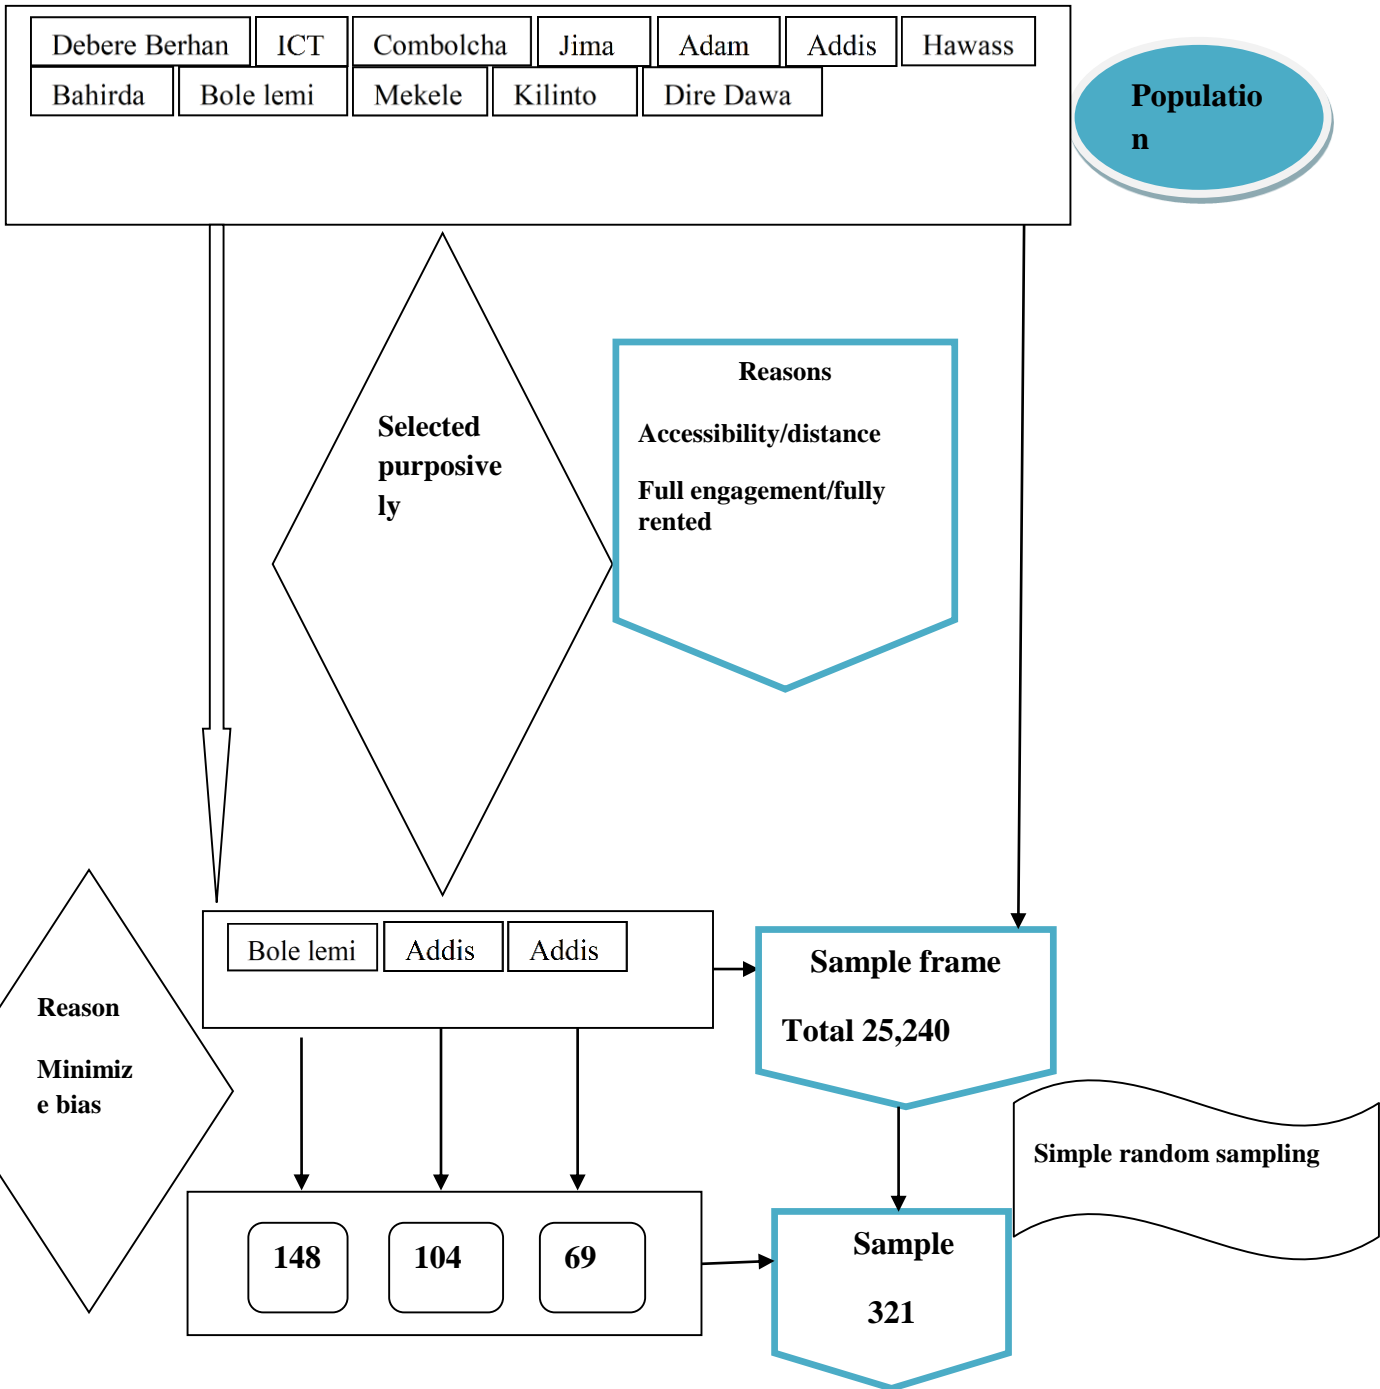 Debere Berhan ICT Combolcha Jima Adam Addis Hawass
Bahirda Bole lemi Mekele Kilinto Dire Dawa
Populatio
n
Selected
purposive
ly
Reasons
Accessibility/distance
Full engagement/fully
rented
Bole lemi Addis Addis
Sample frame
Total 25,240
Reason
Minimiz
e bias
Simple random sampling
148 104 69
Sample
321